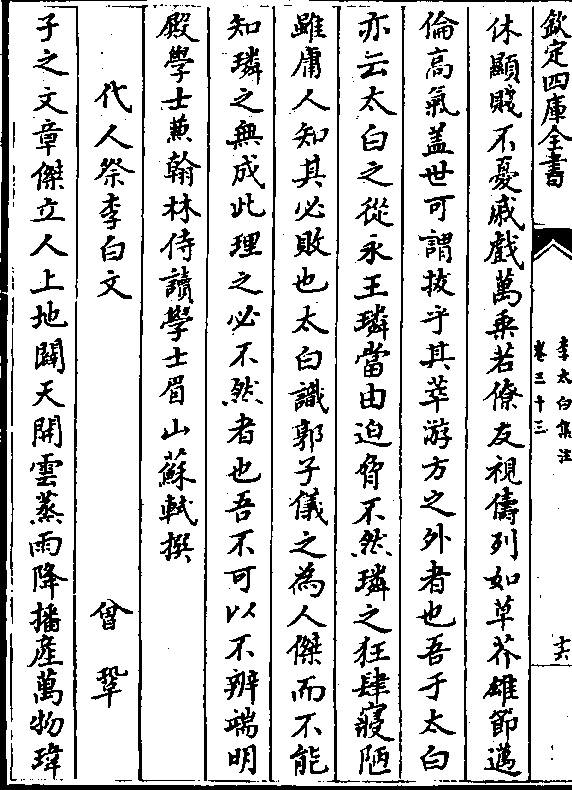 欽定四庫全書
李太白集注
卷三十三
十六
休顯賤不憂戚戲萬乘若僚友視儔列如草芥雄節邁
倫高氣蓋世可謂拔乎其萃游方之外者也吾于太白
亦云太白之從永王璘當由迫脅不然璘之狂肆寢陋
雖庸人知其必敗也太白識郭子儀之為人傑而不能
知璘之無成此理之必不然者也吾不可以不辨端明
殿學士蕪翰林侍讀學士眉山蘇軾撰
代人祭李白文　曾鞏
子之文章傑立人上地闢天開雲蒸雨降播產萬物瑋